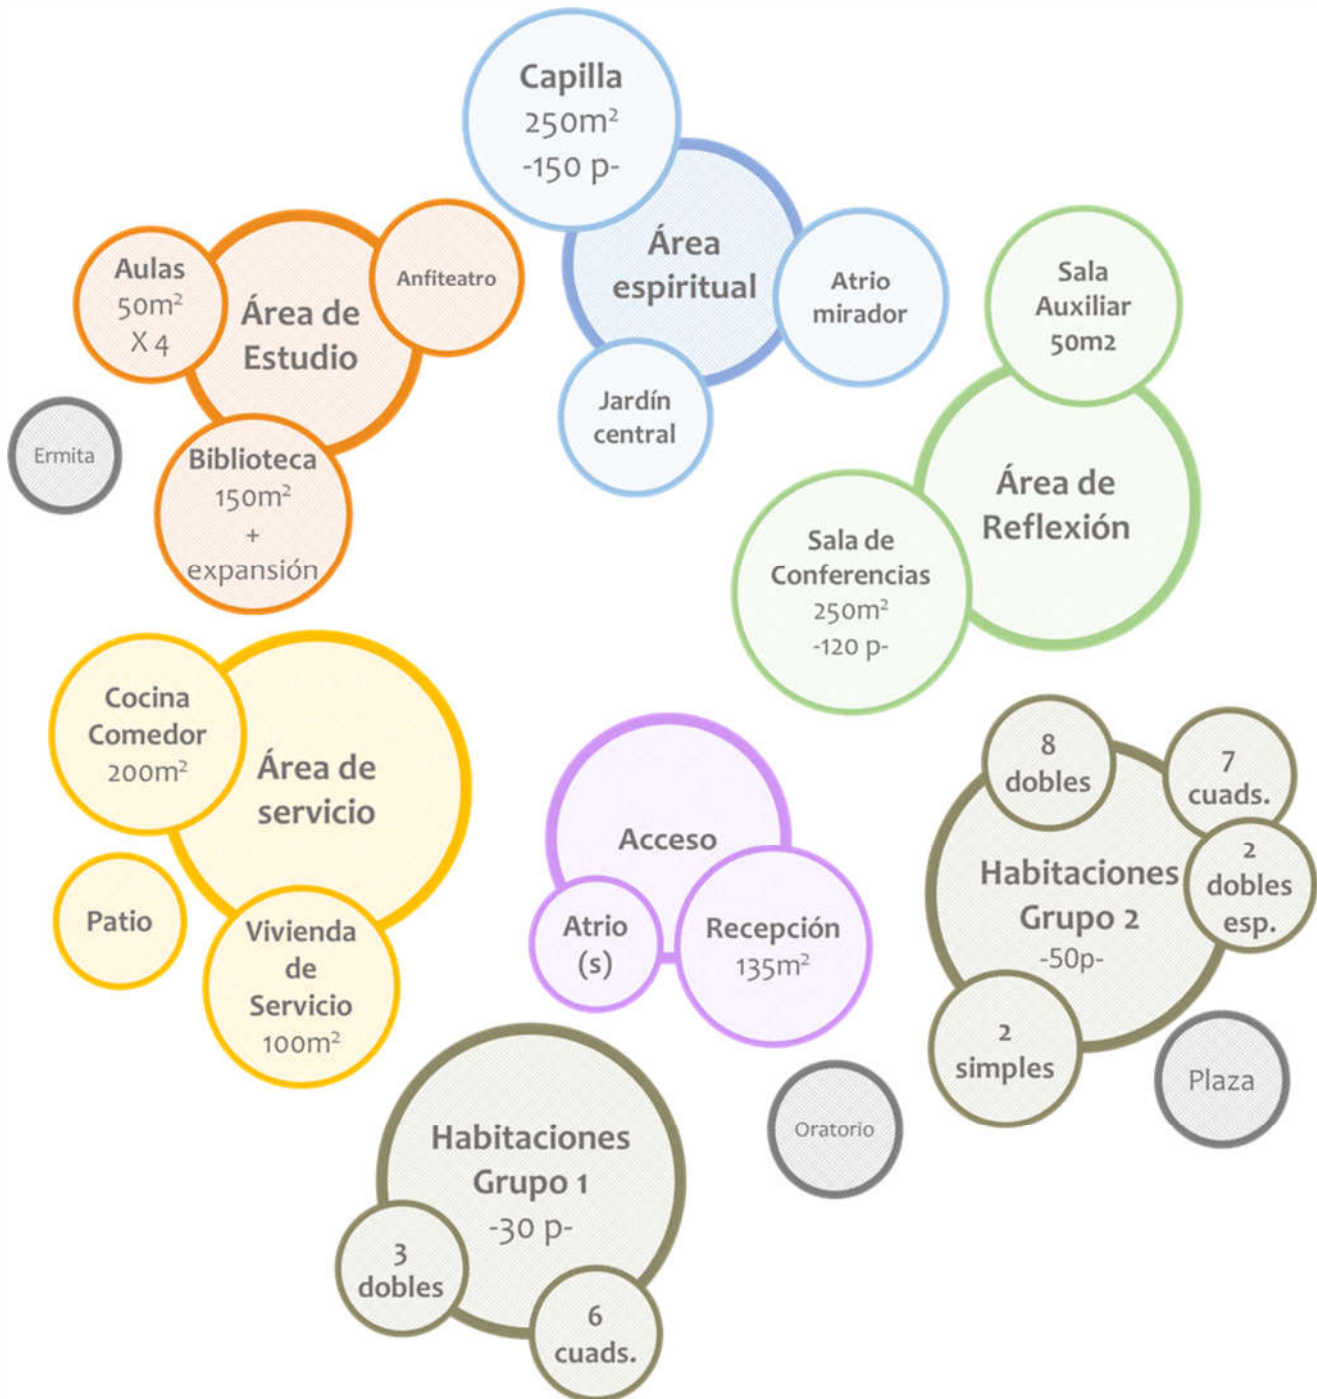 Capilla
250m²
-150 p-
Área
espiritual
Atrio
mirador
Jardín
central
Aulas
50m²
X 4
Área de
Estudio
Anfiteatro
Biblioteca
150m²
+
expansión
Ermita
Sala
Auxiliar
50m2
Área de
Reflexión
Sala de
Conferencias
250m²
-120 p-
Cocina
Comedor
200m²
Área de
servicio
Patio
Vivienda
de
Servicio
100m²
Acceso
Atrio
(s)
Recepción
135m²
8
dobles
7
cuads.
2
dobles
esp.
Habitaciones
Grupo 2
-50p-
2
simples
Plaza
Oratorio
Habitaciones
Grupo 1
-30 p-
3
dobles
6
cuads.